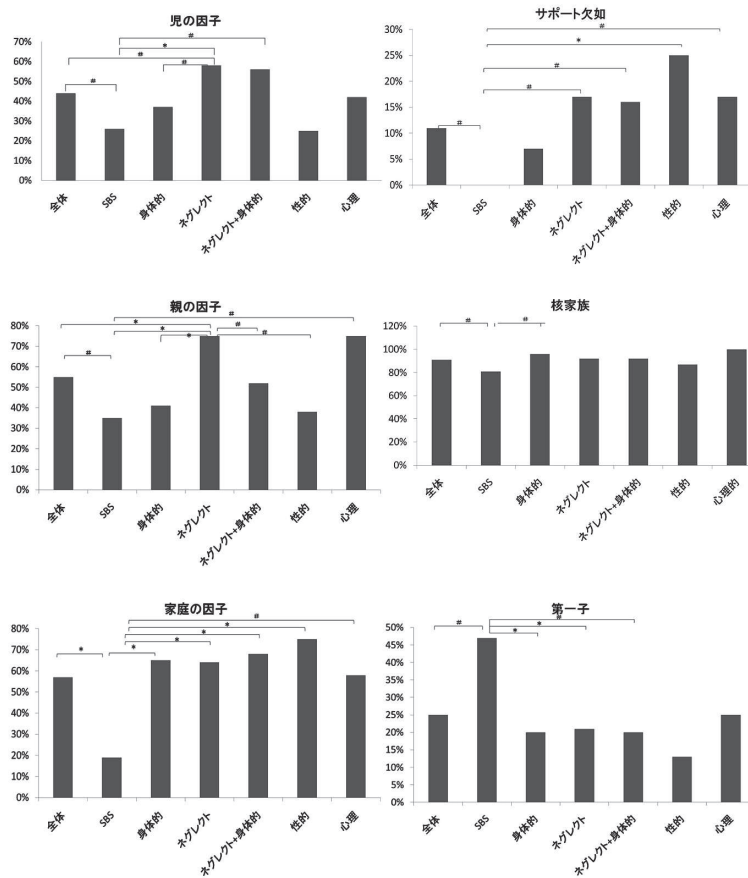 児の因子
#
*
#
#
#
70%
60%
50%
40%
30%
20%
10%
0%
全体
SBS
身体的
ネグレクト
ネグレクト+身体的
性的
心理
サポート欠如
#
*
#
#
#
30%
25%
20%
15%
10%
5%
0%
全体
SBS
身体的
ネグレクト
ネグレクト+身体的
性的
心理
親の因子
#
*
#
*
#
*
#
80%
70%
60%
50%
40%
30%
20%
10%
0%
全体
SBS
身体的
ネグレクト
ネグレクト+身体的
性的
心理
核家族
#
#
120%
100%
80%
60%
40%
20%
0%
全体
SBS
身体的
ネグレクト
ネグレクト+身体的
性的
心理的
家庭の因子
#
*
*
*
*
*
80%
70%
60%
50%
40%
30%
20%
10%
0%
全体
SBS
身体的
ネグレクト
ネグレクト+身体的
性的
心理
第一子
#
#
*
*
50%
45%
40%
35%
30%
25%
20%
15%
10%
5%
0%
全体
SBS
身体的
ネグレクト
ネグレクト+身体的
性的
心理